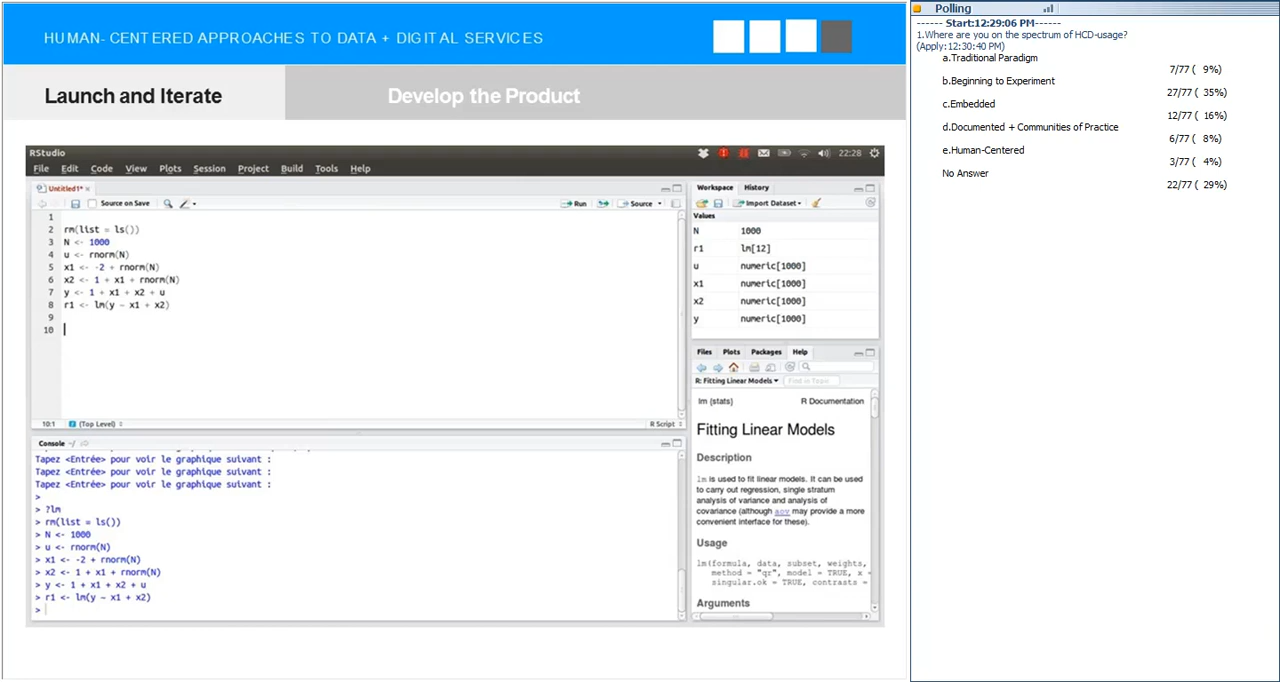 HUMAN- CENTERED APPROACHES TO DATA + DIGITAL SERVICES
Launch and Iterate
Develop the Product
RStudio
22:28
File Edit Code View Plots Session Project Build Tools Help
Untitled1* ×
Source on Save
Run
Source
1
2 rm(list = ls())
3 N <- 1000
4 u <- rnorm(N)
5 x1 <- -2 + rnorm(N)
6 x2 <- 1 + x1 + rnorm(N)
7 y <- 1 + x1 + x2 + u
8 r1 <- lm(y ~ x1 + x2)
9
10
10:1 (Top Level)
R Script
Console ~/
Tapez <Entrée> pour voir le graphique suivant :
Tapez <Entrée> pour voir le graphique suivant :
Tapez <Entrée> pour voir le graphique suivant :
>
> ?lm
> rm(list = ls())
> N <- 1000
> u <- rnorm(N)
> x1 <- -2 + rnorm(N)
> x2 <- 1 + x1 + rnorm(N)
> y <- 1 + x1 + x2 + u
> r1 <- lm(y ~ x1 + x2)
>
Workspace History
Import Dataset
Values
N 1000
r1 lm[12]
u numeric[1000]
x1 numeric[1000]
x2 numeric[1000]
y numeric[1000]
Files Plots Packages Help
R: Fitting Linear Models
Find in Topic
lm {stats} R Documentation
Fitting Linear Models
Description
lm is used to fit linear models. It can be used
to carry out regression, single stratum
analysis of variance and analysis of
covariance (although aov may provide a more
convenient interface for these).
Usage
lm(formula, data, subset, weights,
method = "qr", model = TRUE, x =
singular.ok = TRUE, contrasts =
Arguments
Polling
------ Start:12:29:06 PM------
1.Where are you on the spectrum of HCD-usage?
(Apply:12:30:40 PM)
a.Traditional Paradigm
7/77 ( 9%)
b.Beginning to Experiment
27/77 ( 35%)
c.Embedded
12/77 ( 16%)
d.Documented + Communities of Practice
6/77 ( 8%)
e.Human-Centered
3/77 ( 4%)
No Answer
22/77 ( 29%)